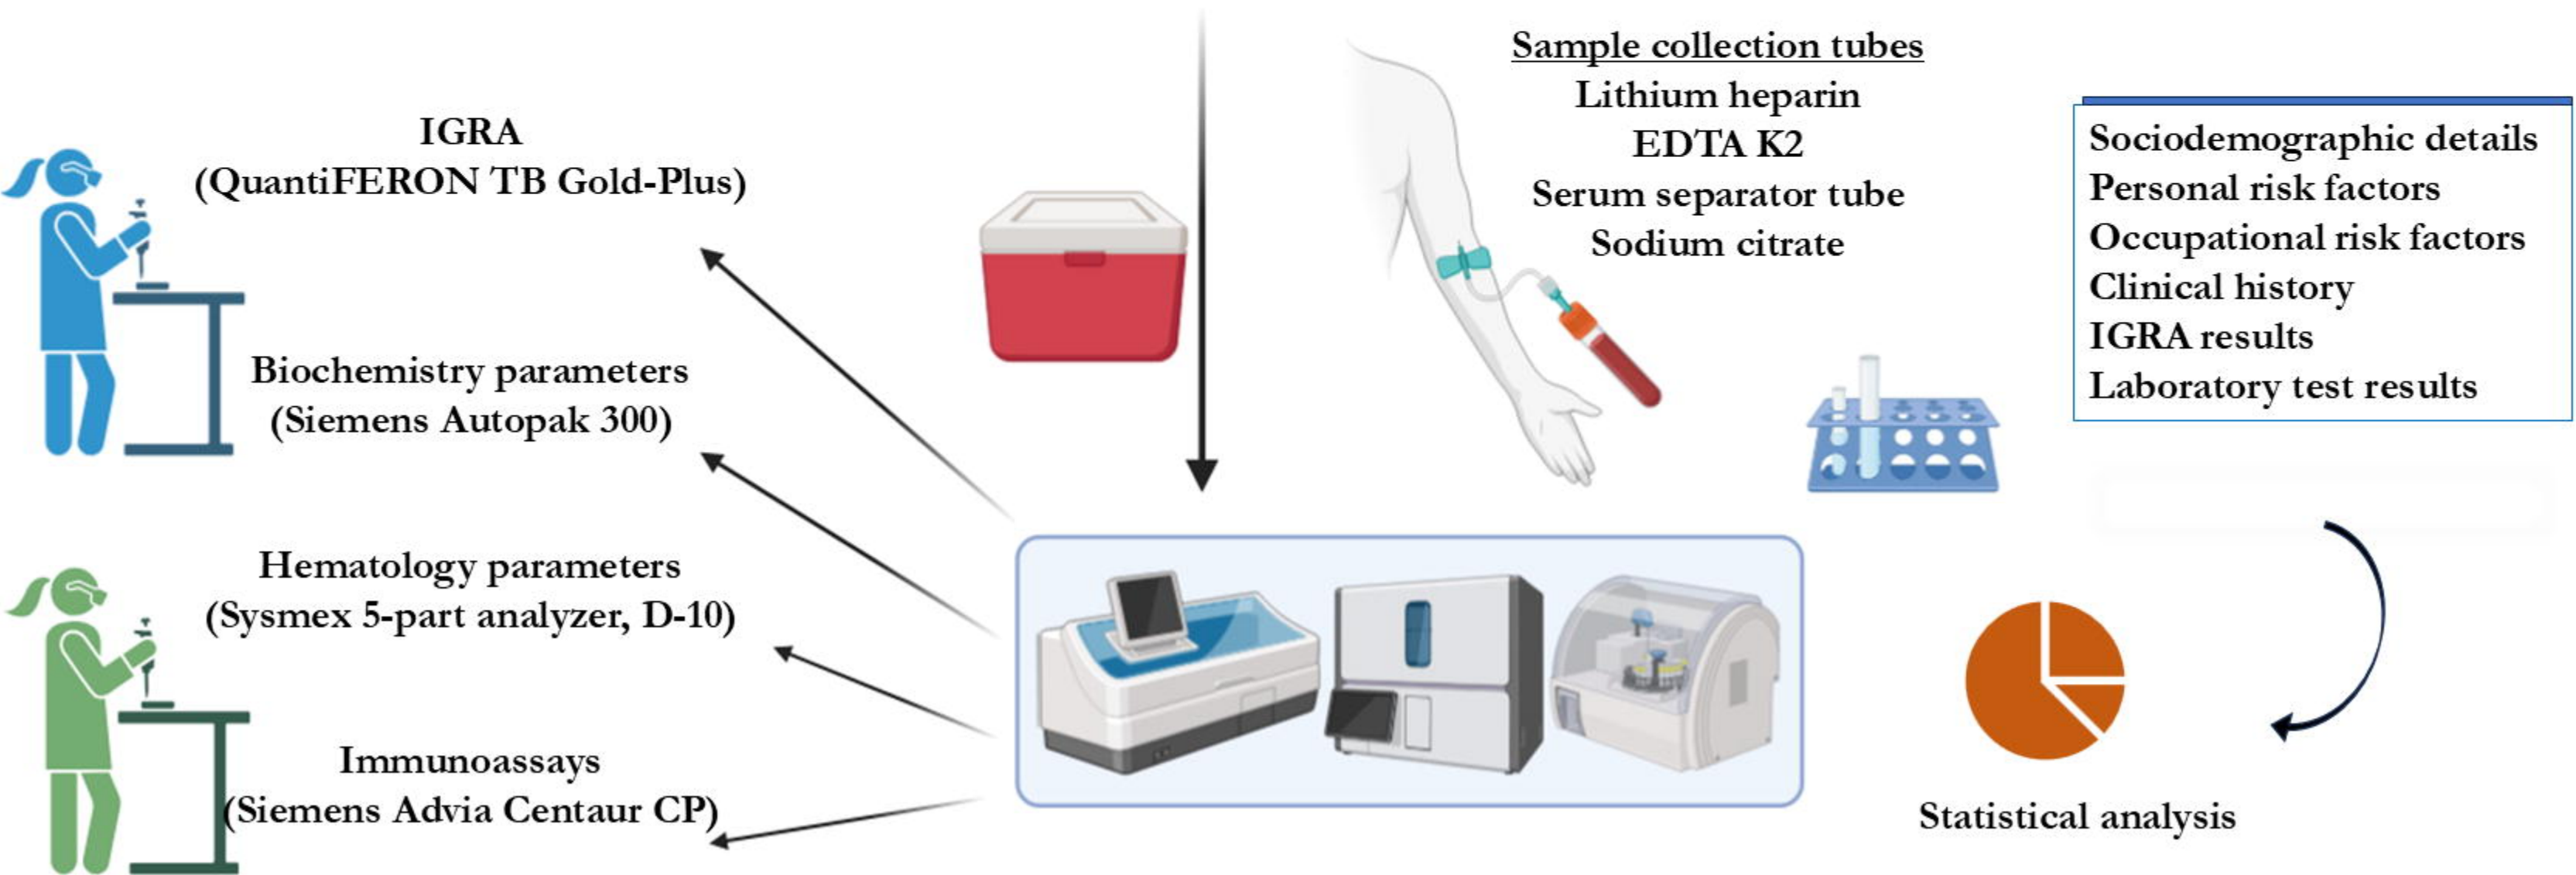 Sample collection tubes
Lithium heparin
EDTA K2
Serum separator tube
Sodium citrate
Sociodemographic details
Personal risk factors
Occupational risk factors
Clinical history
IGRA results
Laboratory test results
IGRA
(QuantiFERON TB Gold-Plus)
Biochemistry parameters
(Siemens Autopak 300)
Hematology parameters
(Sysmex 5-part analyzer, D-10)
Immunoassays
(Siemens Advia Centaur CP)
Statistical analysis